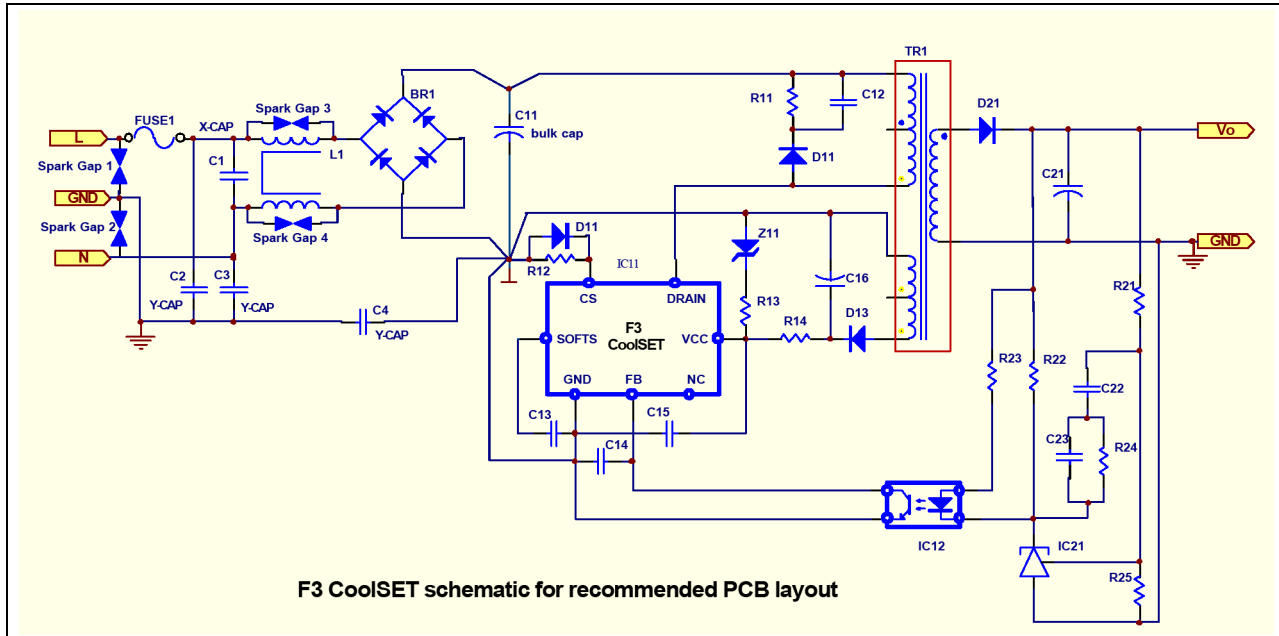 TR1
BR1
Spark Gap 3
FUSE1
X-CAP
C11
bulk cap
R11
C12
D21
L
L1
Vo
Spark Gap 1
C1
D11
C21
GND
Spark Gap 2
Spark Gap 4
N
D11
R12
IC11
Z11
C16
GND
C2
C3
Y-CAP
Y-CAP
C4
Y-CAP
CS
DRAIN
F3
CoolSET
SOFTS
VCC
GND
FB
NC
R13
R14
D13
R21
R23
R22
C22
C13
C15
C14
C23
R24
IC12
IC21
R25
F3 CoolSET schematic for recommended PCB layout